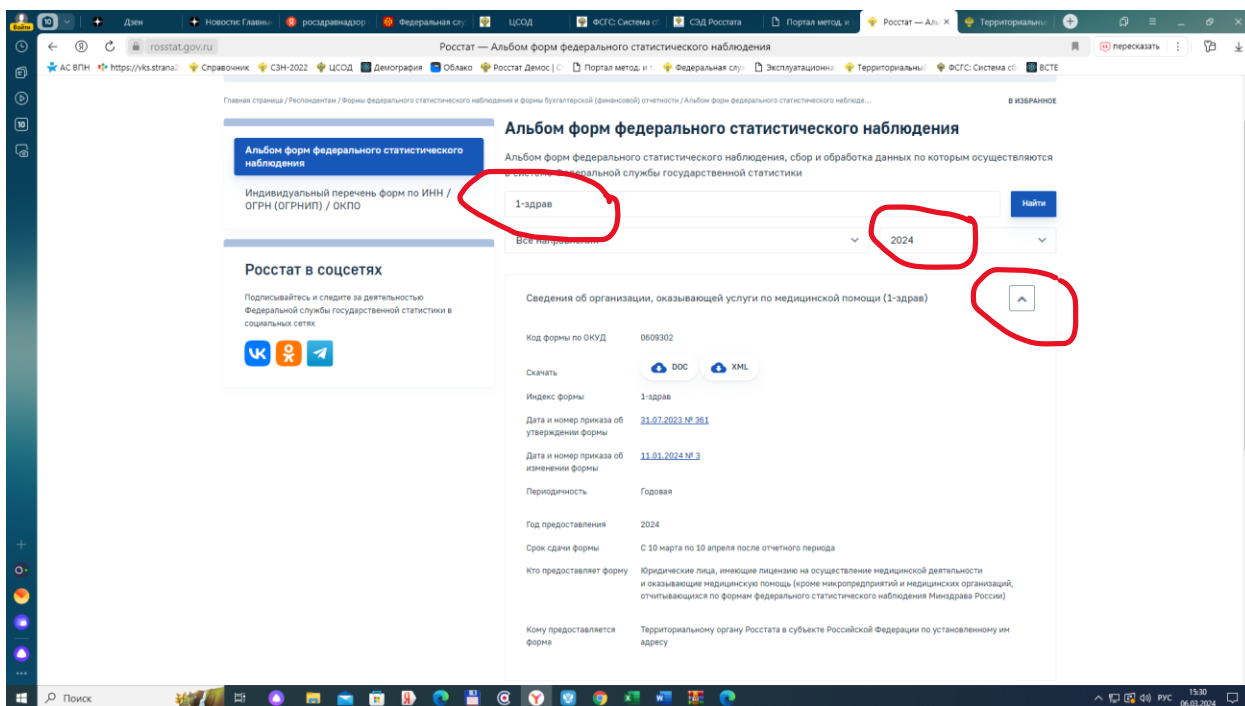 Войти
10
Дзен
Новости: Главны
росздравнадзор
Федеральная слу
ЦСОД
ФСГС: Система сб
СЭД Росстата
Портал метод. и
Росстат — Аль
Территориальны
rosstat.gov.ru
Росстат — Альбом форм федерального статистического наблюдения
пересказать
АС ВПН
https://vks.strana2
Справочник
СЗН-2022
ЦСОД
Демография
Облако
Росстат Демос | С
Портал метод. и т
Федеральная слу
Эксплуатационна
Территориальны
ФСГС: Система сб
ВСТЕ
Главная страница / Респондентам / Формы федерального статистического наблюдения и формы бухгалтерской (финансовой) отчетности / Альбом форм федерального статистического наблюде...
В ИЗБРАННОЕ
Альбом форм федерального статистического наблюдения
Индивидуальный перечень форм по ИНН / ОГРН (ОГРНИП) / ОКПО
Росстат в соцсетях
Подписывайтесь и следите за деятельностью
Федеральной службы государственной статистики в
социальных сетях
Альбом форм федерального статистического наблюдения
Альбом форм федерального статистического наблюдения, сбор и обработка данных по которым осуществляются
в системе Федеральной службы государственной статистики
1-здрав
Найти
Все направления
2024
Сведения об организации, оказывающей услуги по медицинской помощи (1-здрав)
Код формы по ОКУД
0609302
Скачать
DOC
XML
Индекс формы
1-здрав
Дата и номер приказа об утверждении формы
31.07.2023 № 361
Дата и номер приказа об изменении формы
11.01.2024 № 3
Периодичность
Годовая
Год предоставления
2024
Срок сдачи формы
С 10 марта по 10 апреля после отчетного периода
Кто предоставляет форму
Юридические лица, имеющие лицензию на осуществление медицинской деятельности
и оказывающие медицинскую помощь (кроме микропредприятий и медицинских организаций,
отчитывающихся по формам федерального статистического наблюдения Минздрава России)
Кому предоставляется форма
Территориальному органу Росстата в субъекте Российской Федерации по установленному им
адресу
Поиск
РУС
15:30
06.03.2024